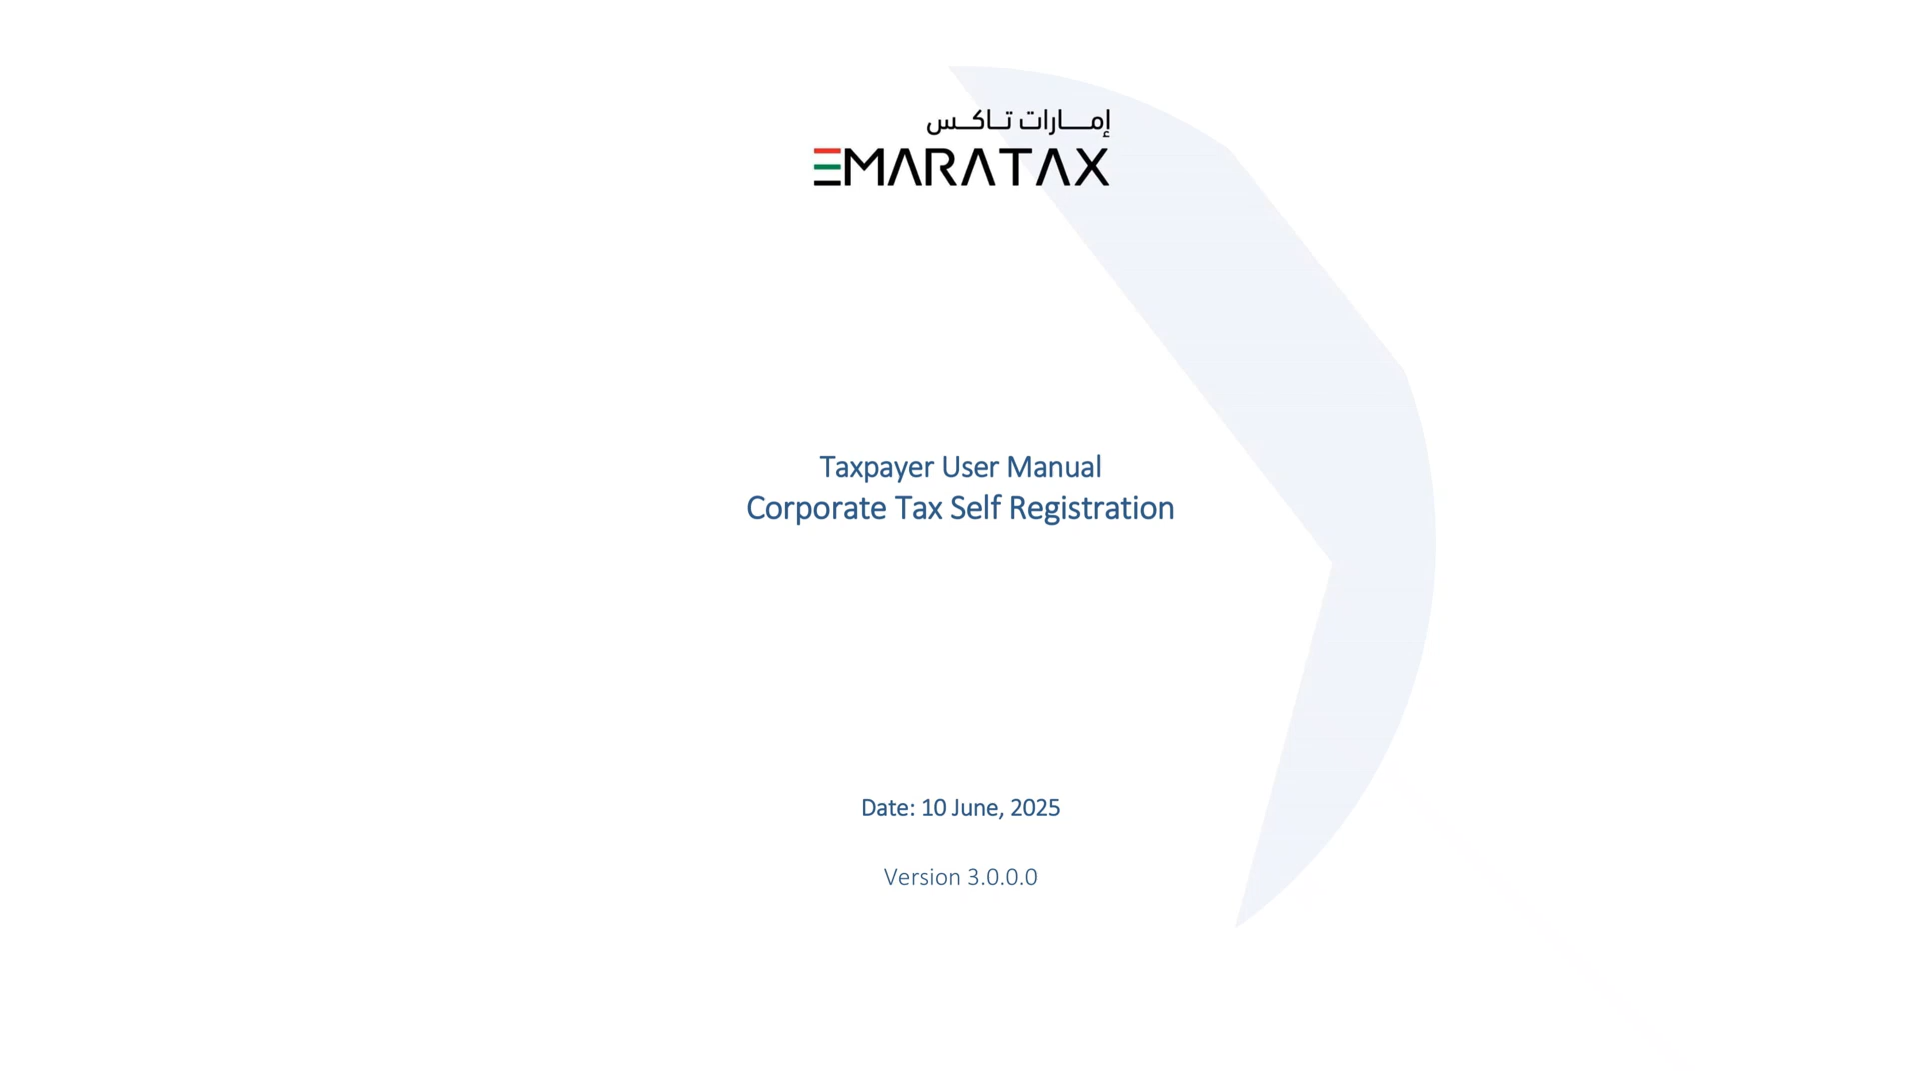 إمـــارات تـاكـس
EMARATAX
Taxpayer User Manual
Corporate Tax Self Registration
Date: 10 June, 2025
Version 3.0.0.0